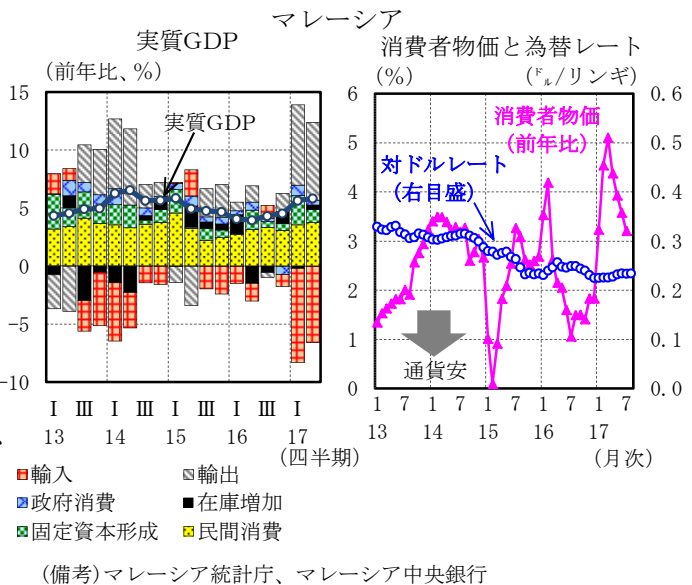 マレーシア
実質GDP
(前年比、%)
15
10
5
0
−5
−10
実質GDP
I Ⅲ I Ⅲ I Ⅲ I Ⅲ I
13 14 15 16 17
(四半期)
輸入 輸出
政府消費 在庫増加
固定資本形成 民間消費
消費者物価と為替レート
(%) (ドル/リンギ)
6 0.6
5 0.5
4 0.4
3 0.3
2 0.2
1 0.1
0 0.0
消費者物価
(前年比)
対ドルレート
(右目盛)
通貨安
1 7 1 7 1 7 1 7 1 7
13 14 15 16 17
(月次)
(備考)マレーシア統計庁、マレーシア中央銀行